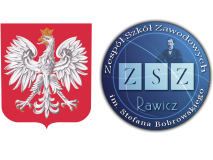 Zespół Szkół Zawodowych
ZSZ
Rawicz
im. Stefana Bobrowskiego